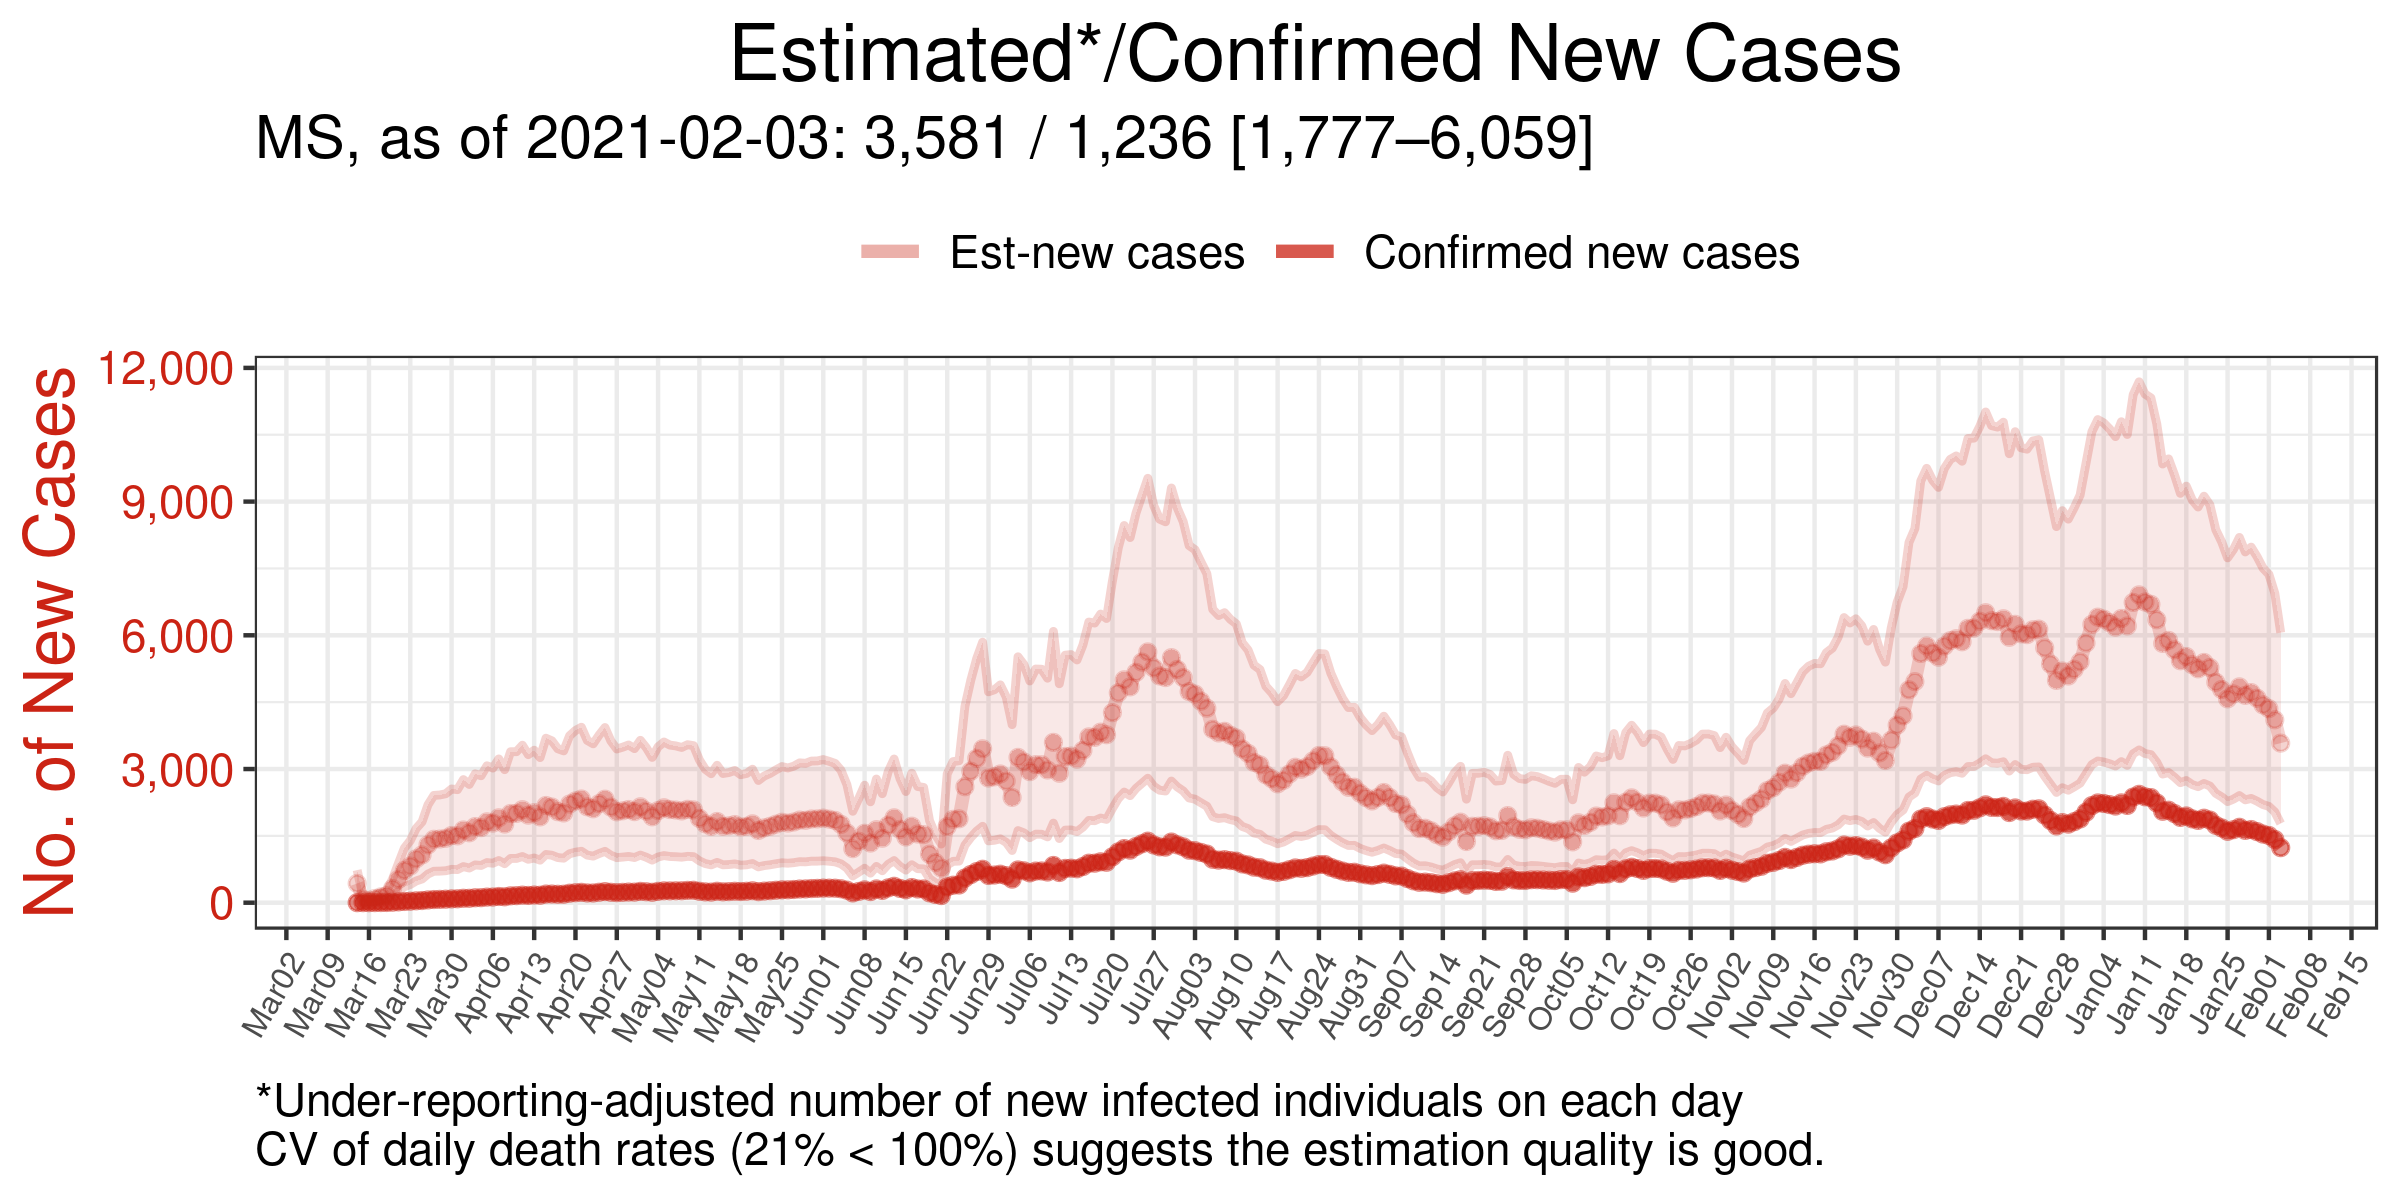 Estimated*/Confirmed New Cases
MS, as of 2021-02-03: 3,581 / 1,236 [1,777–6,059]
Est-new cases
Confirmed new cases
No. of New Cases
12,000
9,000
6,000
3,000
0
Mar02
Mar09
Mar16
Mar23
Mar30
Apr06
Apr13
Apr20
Apr27
May04
May11
May18
May25
Jun01
Jun08
Jun15
Jun22
Jun29
Jul06
Jul13
Jul20
Jul27
Aug03
Aug10
Aug17
Aug24
Aug31
Sep07
Sep14
Sep21
Sep28
Oct05
Oct12
Oct19
Oct26
Nov02
Nov09
Nov16
Nov23
Nov30
Dec07
Dec14
Dec21
Dec28
Jan04
Jan11
Jan18
Jan25
Feb01
Feb08
Feb15
*Under-reporting-adjusted number of new infected individuals on each day
CV of daily death rates (21% < 100%) suggests the estimation quality is good.